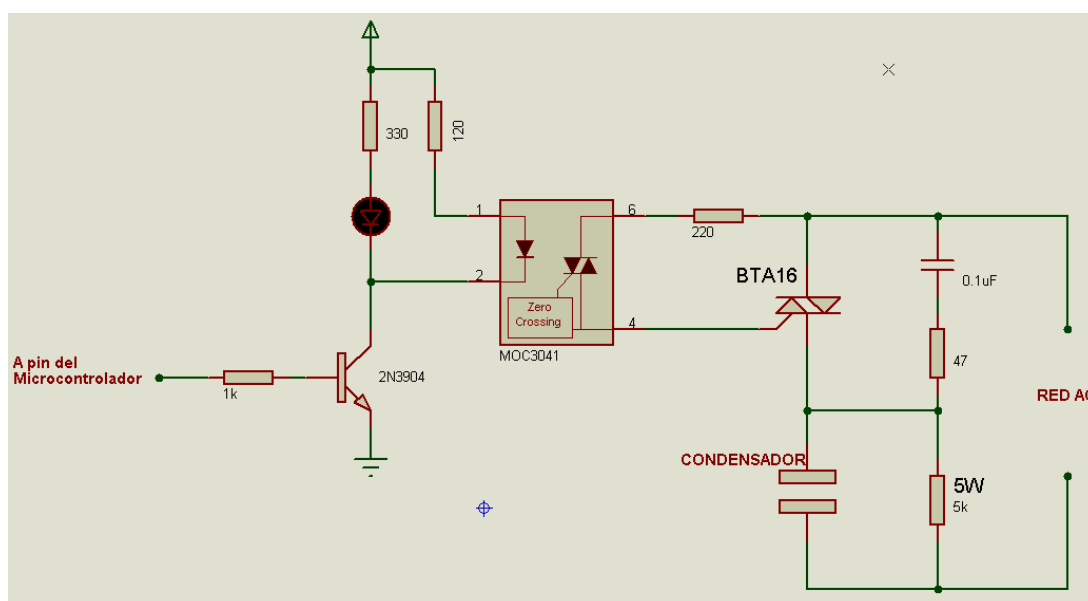 330
120
1
2
6
4
220
Zero
Crossing
MOC3041
BTA16
0.1uF
47
RED A
A pin del
Microcontrolador
1k
2N3904
CONDENSADOR
5W
5k